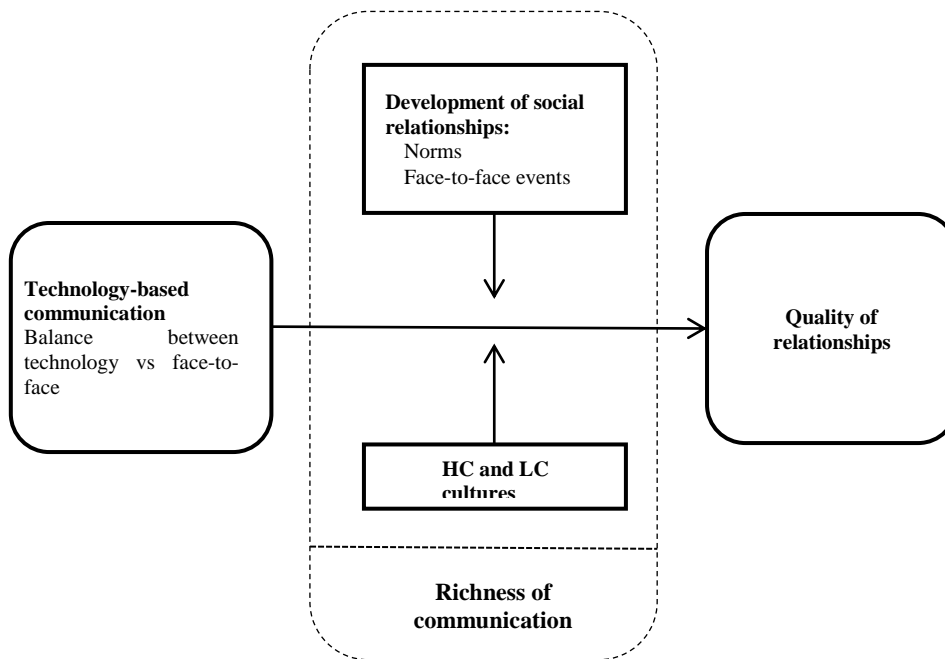 Development of social
relationships:
Norms
Face-to-face events
Technology-based
communication
Balance between
technology vs face-to-
face
Quality of
relationships
HC and LC
cultures
Richness of
communication